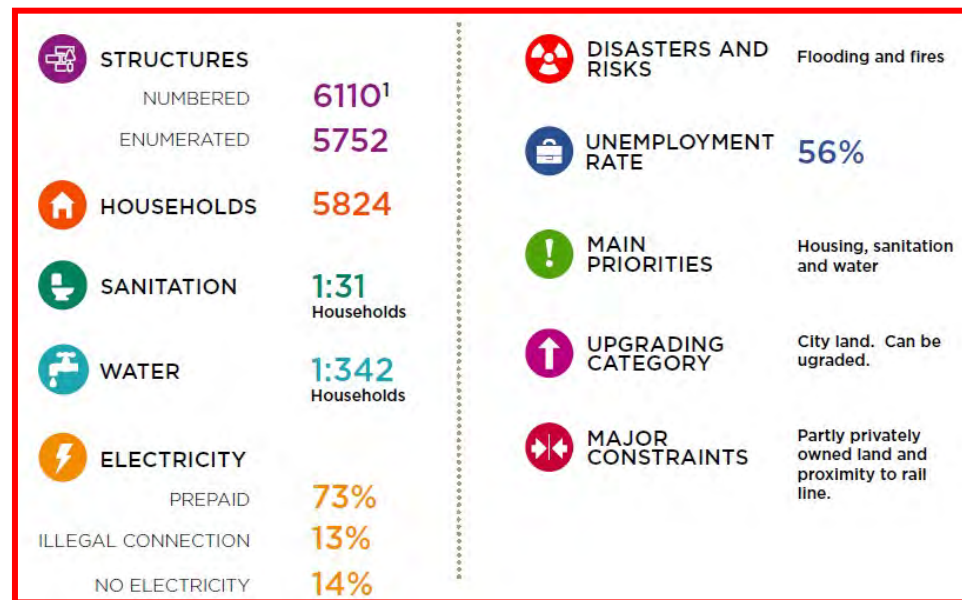 STRUCTURES
NUMBERED 6110¹
ENUMERATED 5752
HOUSEHOLDS 5824
SANITATION 1:31
Households
WATER 1:342
Households
ELECTRICITY
PREPAID 73%
ILLEGAL CONNECTION 13%
NO ELECTRICITY 14%
DISASTERS AND
RISKS
Flooding and fires
UNEMPLOYMENT
RATE
56%
MAIN
PRIORITIES
Housing, sanitation
and water
UPGRADING
CATEGORY
City land. Can be
ugraded.
MAJOR
CONSTRAINTS
Partly privately
owned land and
proximity to rail
line.